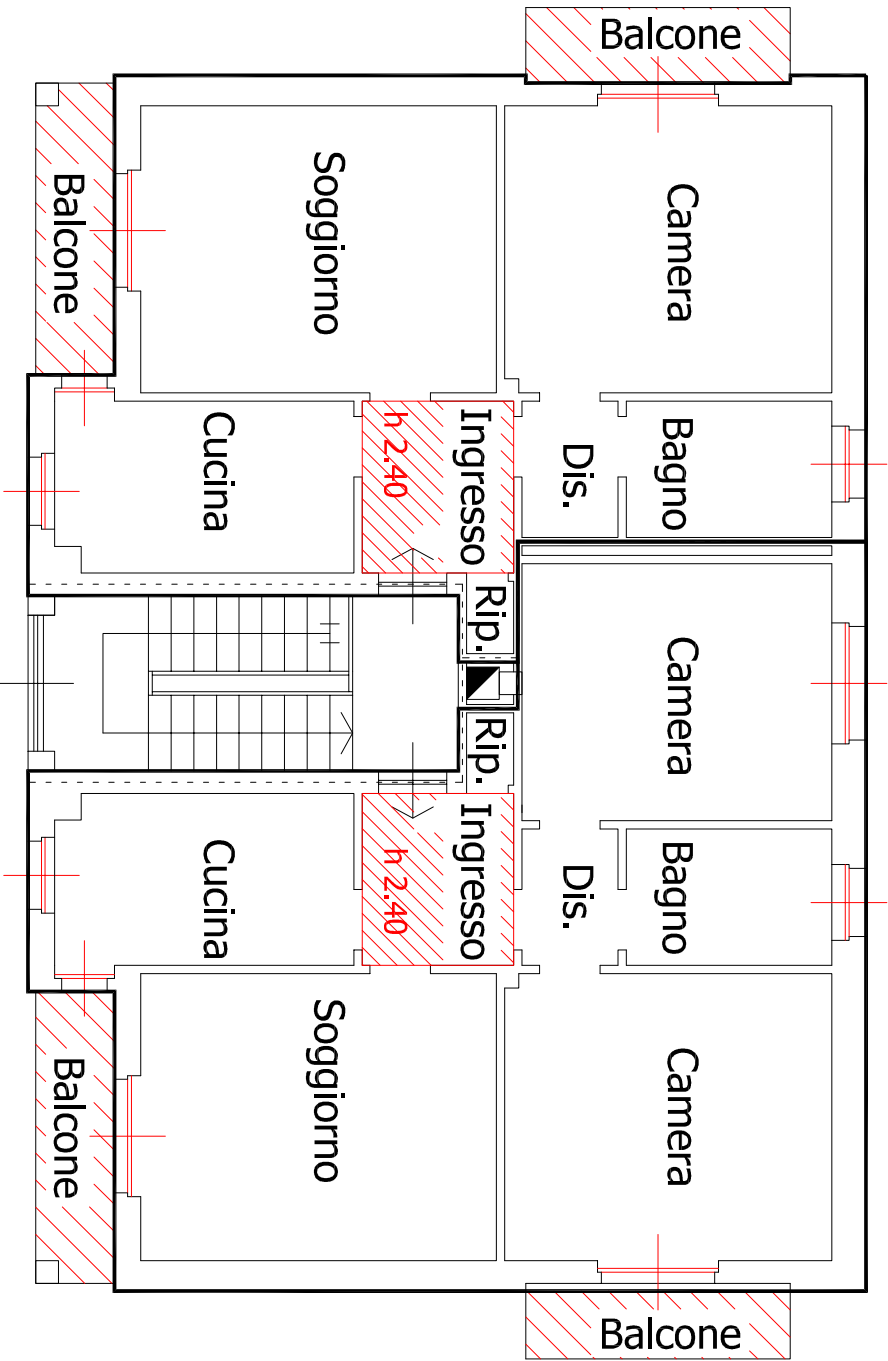 Balcone
Balcone
Soggiorno
Camera
Cucina
h 2.40
Ingresso
Dis.
Bagno
Rip.
Camera
Rip.
Cucina
h 2.40
Ingresso
Dis.
Bagno
Balcone
Soggiorno
Camera
Balcone